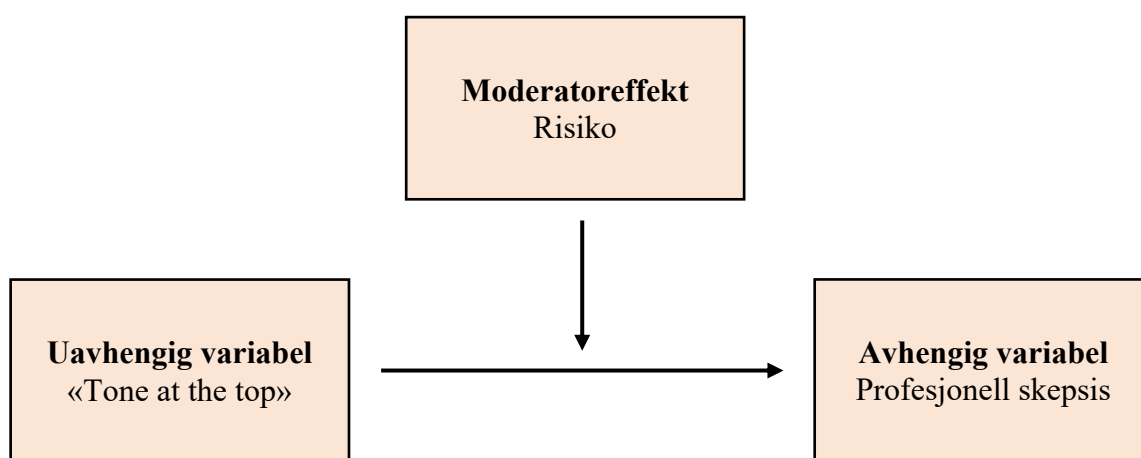 Moderatoreffekt
Risiko
Uavhengig variabel
«Tone at the top»
Avhengig variabel
Profesjonell skepsis